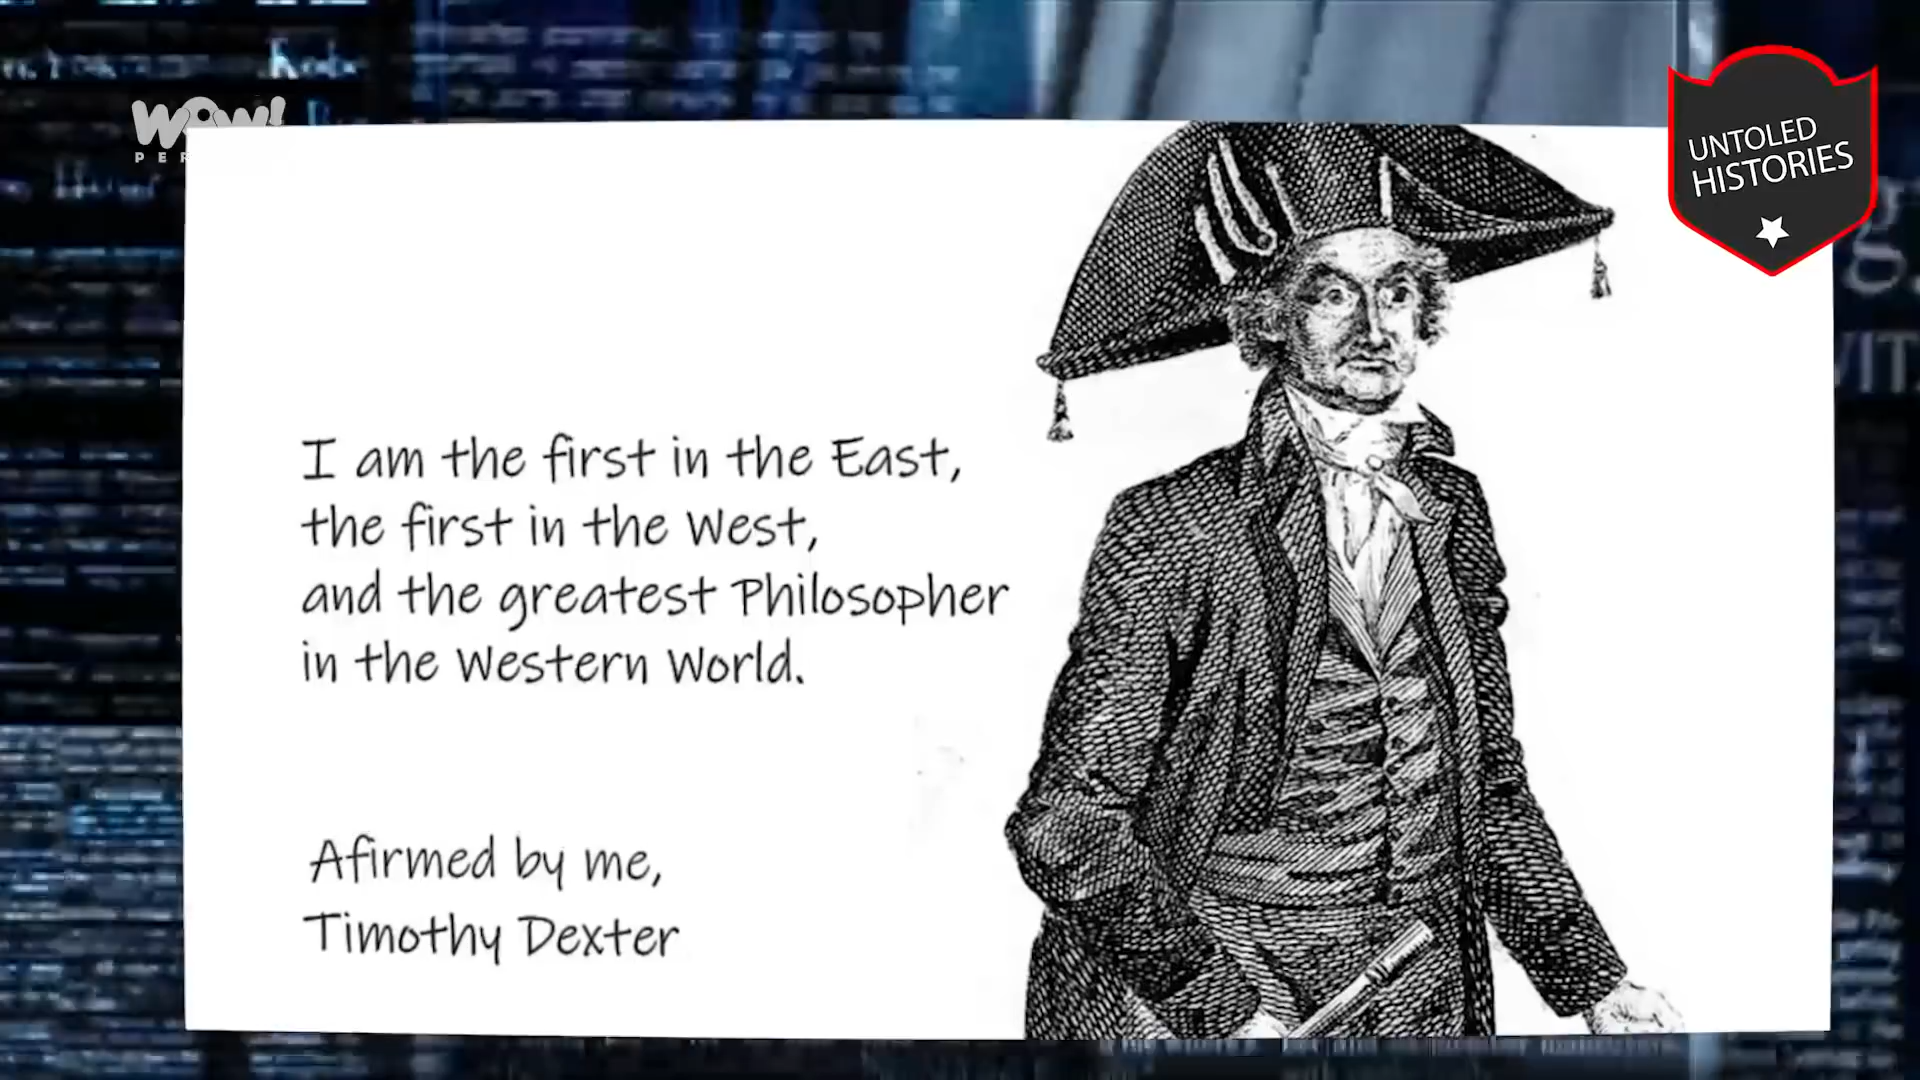 WOW!
UNTOLED
HISTORIES
I am the first in the East,
the first in the West,
and the greatest Philosopher
in the Western World.
Afirmed by me,
Timothy Dexter